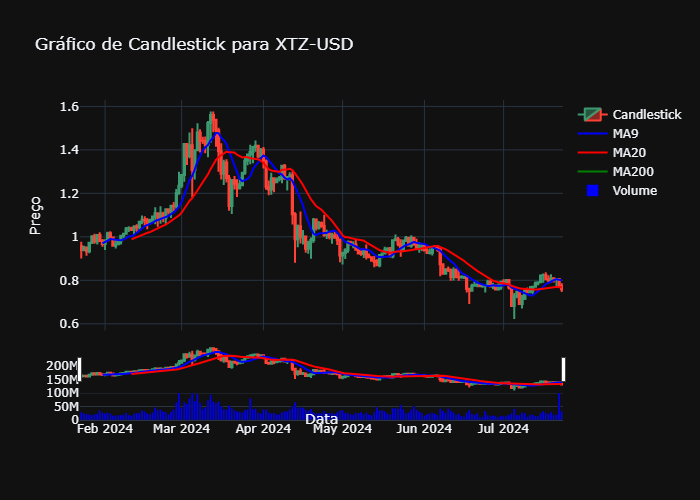 Gráfico de Candlestick para XTZ-USD
Preço
1.6
1.4
1.2
1
0.8
0.6
Candlestick
MA9
MA20
MA200
Volume
200M
150M
100M
50M
0
Feb 2024
Mar 2024
Apr 2024
May 2024
Jun 2024
Jul 2024
Data